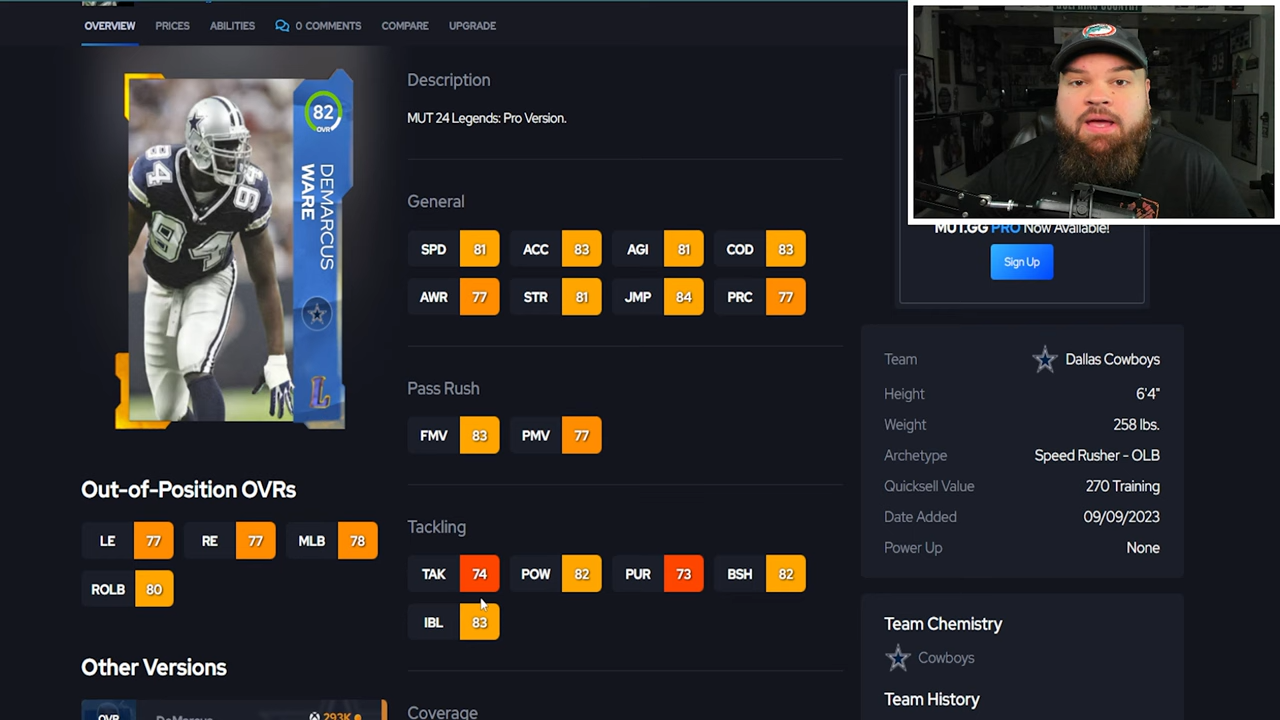 OVERVIEW PRICES ABILITIES 0 COMMENTS COMPARE UPGRADE
82
OVR
DEMARCUS
WARE
94
L
Description
MUT 24 Legends: Pro Version.
General
SPD 81 ACC 83 AGI 81 COD 83
AWR 77 STR 81 JMP 84 PRC 77
Pass Rush
FMV 83 PMV 77
Tackling
TAK 74 POW 82 PUR 73 BSH 82
IBL 83
Coverage
Out-of-Position OVRs
LE 77 RE 77 MLB 78
ROLB 80
Other Versions
OVR DeMarcus 293K
MUT.GG PRO Now Available!
Sign Up
Team Dallas Cowboys
Height 6'4"
Weight 258 lbs.
Archetype Speed Rusher - OLB
Quicksell Value 270 Training
Date Added 09/09/2023
Power Up None
Team Chemistry
Cowboys
Team History